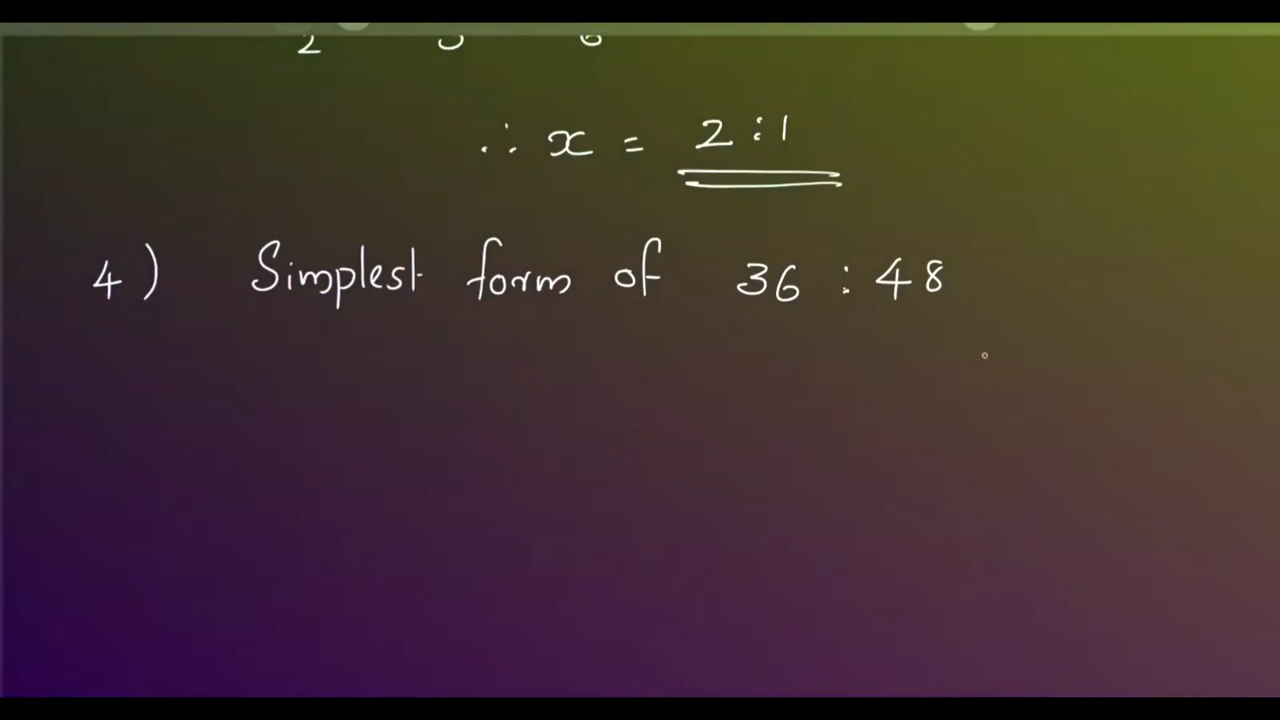 ∴ x = 2 : 1
4) Simplest form of 36 : 48